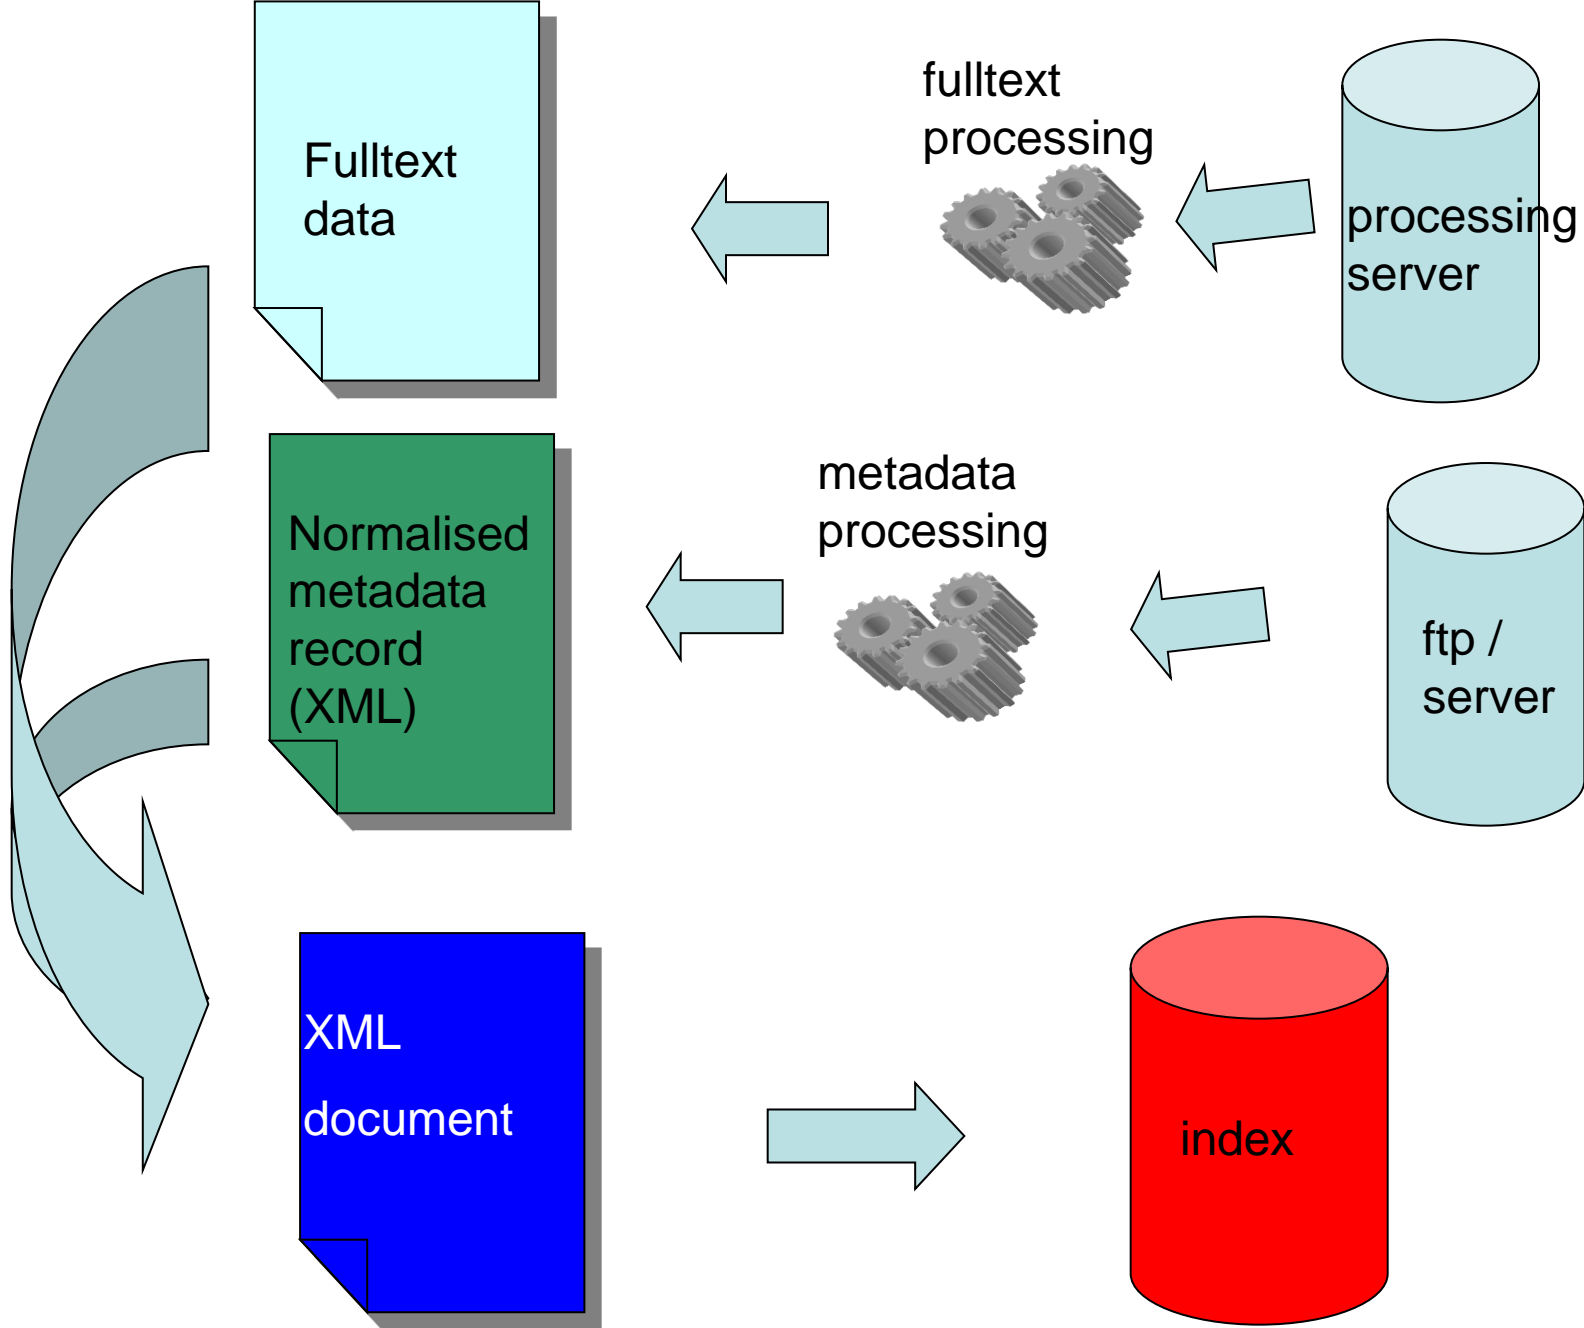 Fulltext
data
fulltext
processing
processing
server
Normalised
metadata
record
(XML)
metadata
processing
ftp /
server
XML
document
index